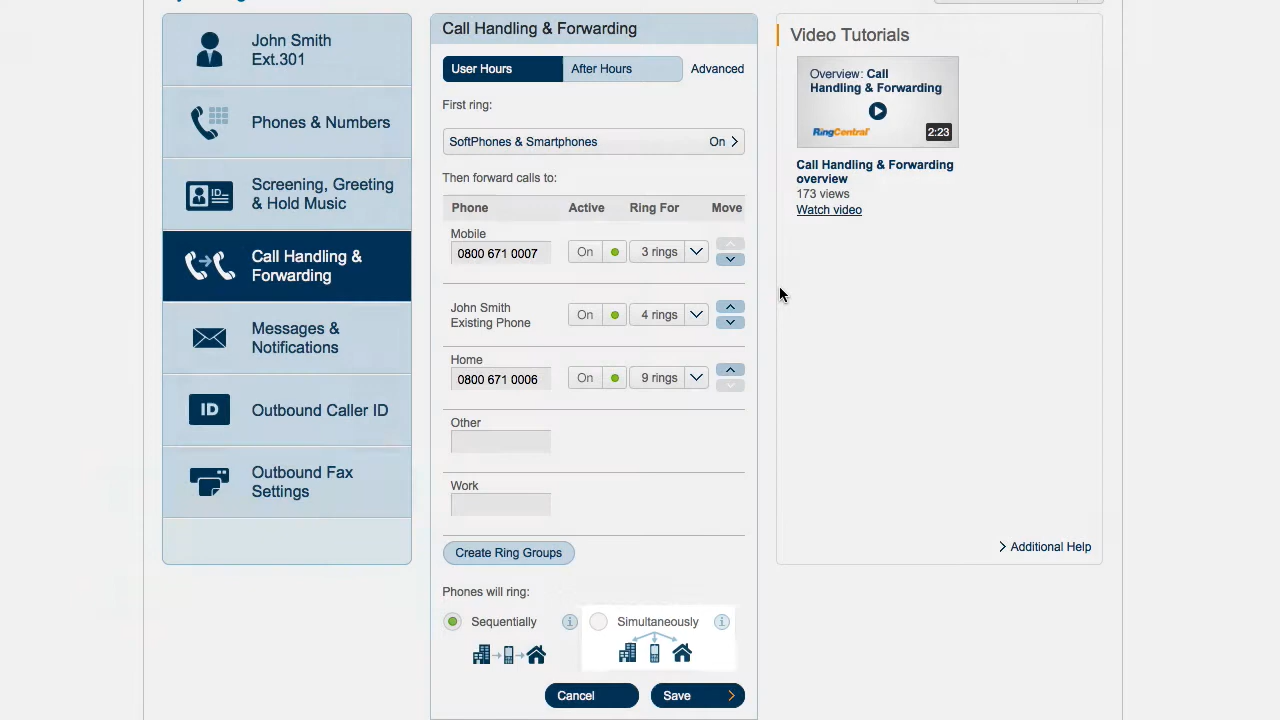 John Smith
Ext.301
Phones & Numbers
Screening, Greeting
& Hold Music
Call Handling &
Forwarding
Messages &
Notifications
ID
Outbound Caller ID
Outbound Fax
Settings
Call Handling & Forwarding
User Hours
After Hours
Advanced
First ring:
SoftPhones & Smartphones On
Then forward calls to:
Phone Active Ring For Move
Mobile
0800 671 0007 On 3 rings
John Smith
Existing Phone
On 4 rings
Home
0800 671 0006 On 9 rings
Other
Work
Create Ring Groups
Phones will ring:
Sequentially
Simultaneously
Cancel
Save
Video Tutorials
Overview: Call
Handling & Forwarding
RingCentral
2:23
Call Handling & Forwarding
overview
173 views
Watch video
Additional Help